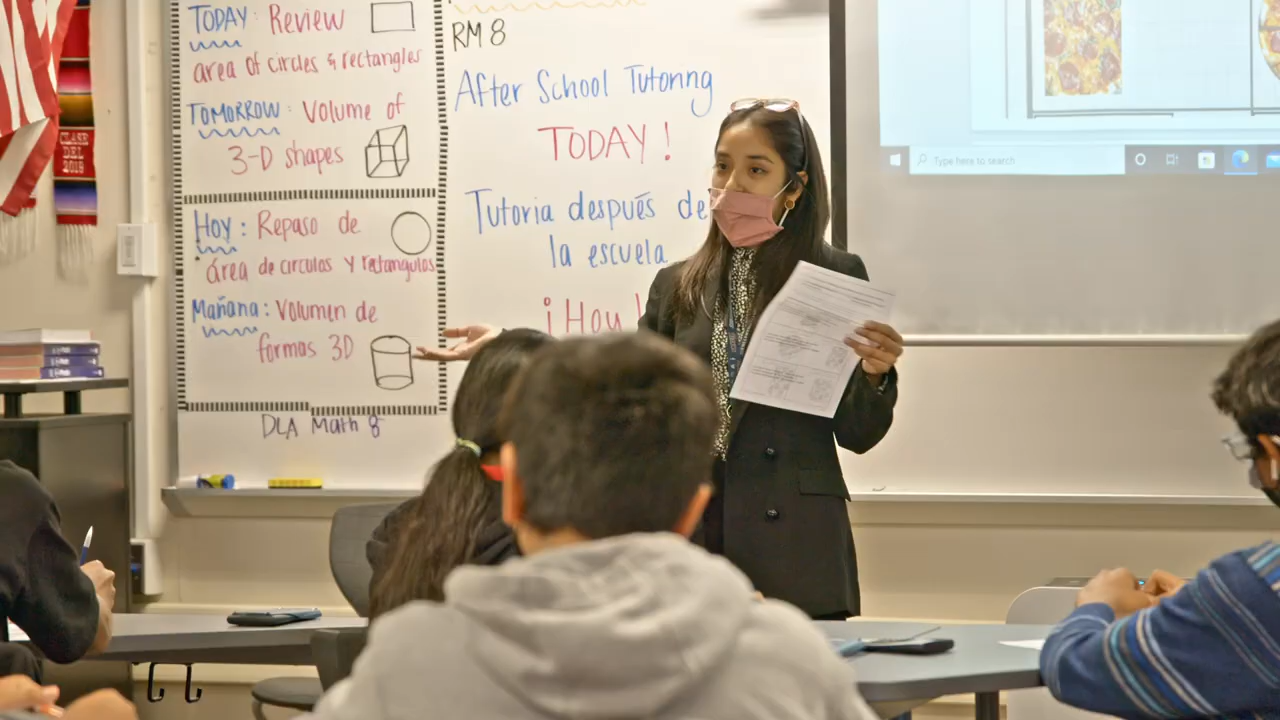 TODAY: Review
area of circles & rectangles
TOMORROW: Volume of
3-D shapes
HOY: Repaso de
área de circulos y rectangulos
Mañana: Volumen de
formas 3D
DLA Math 8
RM 8
After School Tutoring
TODAY!
Tutoria después de
la escuela
¡Hoy!
CLASE
DEL
2019
Type here to search